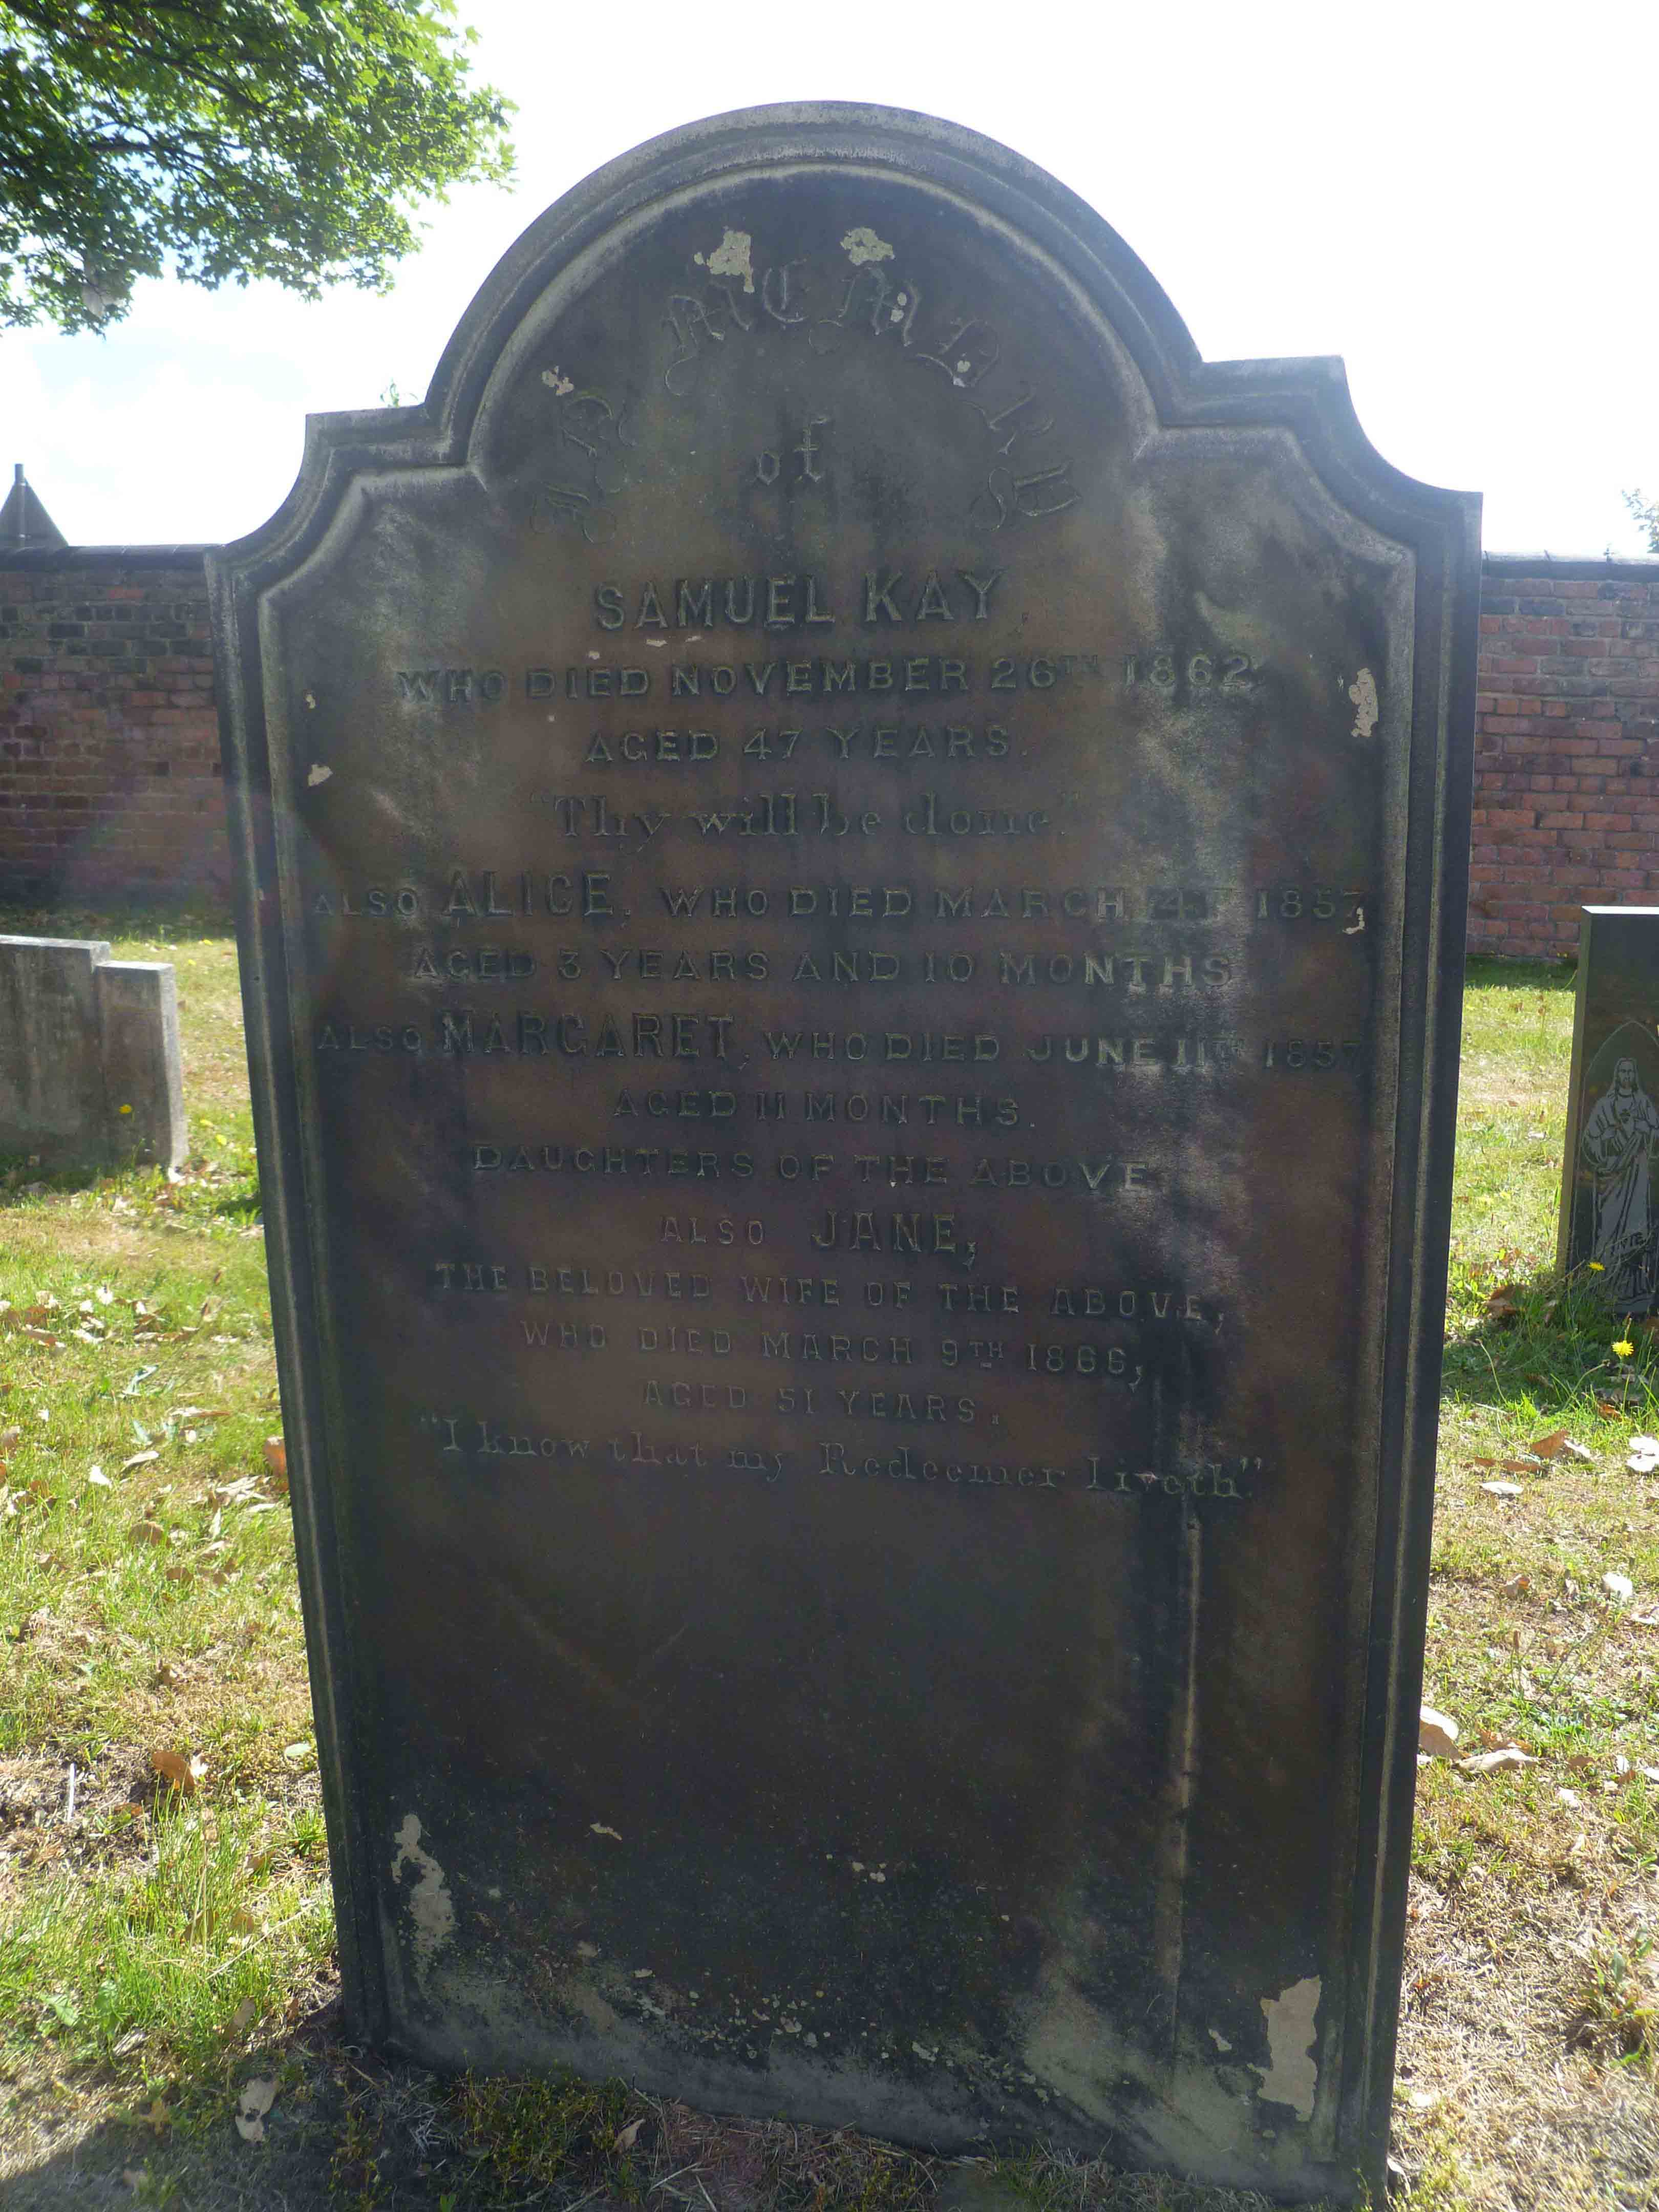 In Memory
of
SAMUEL KAY,
WHO DIED NOVEMBER 26TH 1862.
AGED 47 YEARS.
"Thy will be done."
ALSO ALICE, WHO DIED MARCH 1857,
AGED 3 YEARS AND 10 MONTHS
ALSO MARGARET, WHO DIED JUNE 11TH 1857
AGED 11 MONTHS.
DAUGHTERS OF THE ABOVE
ALSO JANE,
THE BELOVED WIFE OF THE ABOVE,
WHO DIED MARCH 9TH 1866,
AGED 51 YEARS.
"I know that my Redeemer Liveth."